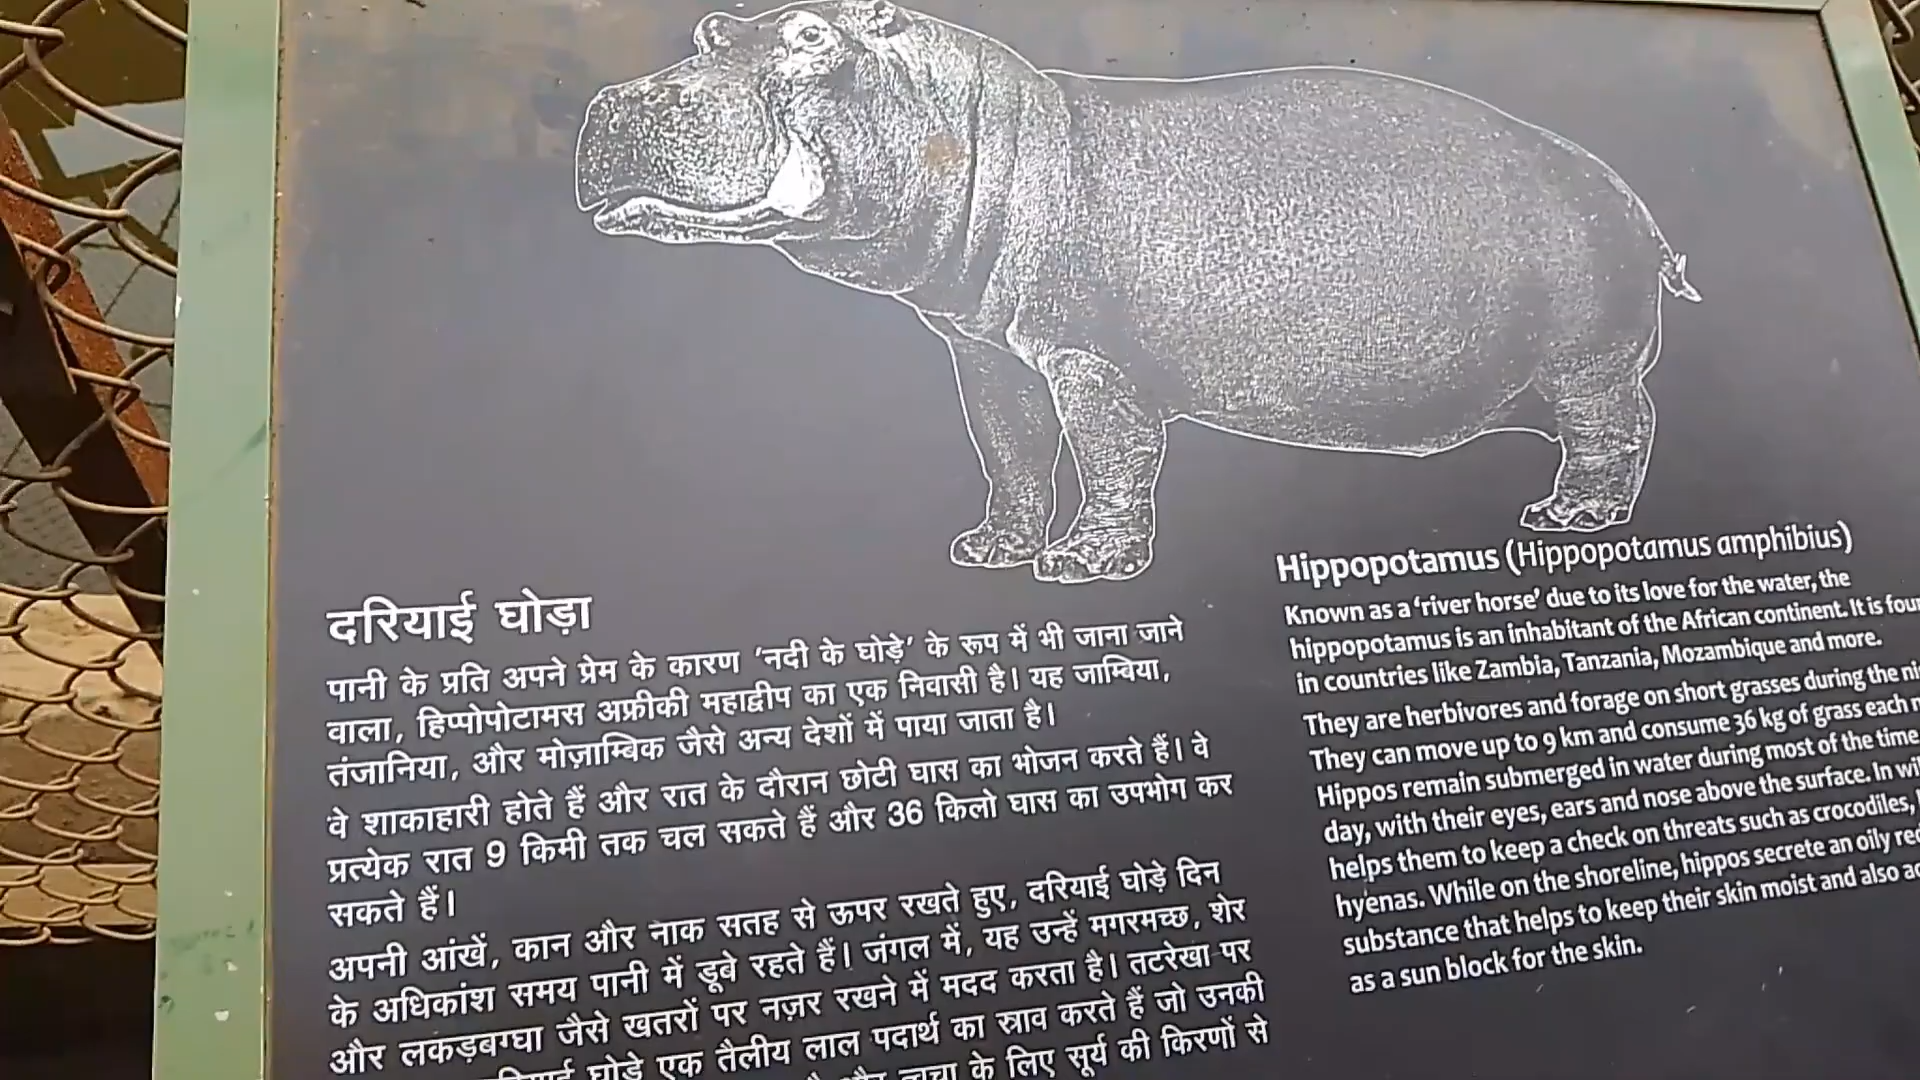 दरियाई घोड़ा
पानी के प्रति अपने प्रेम के कारण 'नदी के घोड़े' के रूप में भी जाना जाने
वाला, हिप्पोपोटामस अफ्रीकी महाद्वीप का एक निवासी है। यह जाम्बिया,
तंजानिया, और मोज़ाम्बिक जैसे अन्य देशों में पाया जाता है।
वे शाकाहारी होते हैं और रात के दौरान छोटी घास का भोजन करते हैं। वे
प्रत्येक रात 9 किमी तक चल सकते हैं और 36 किलो घास का उपभोग कर
सकते हैं।
अपनी आंखें, कान और नाक सतह से ऊपर रखते हुए, दरियाई घोड़े दिन
के अधिकांश समय पानी में डूबे रहते हैं। जंगल में, यह उन्हें मगरमच्छ, शेर
और लकड़बग्घा जैसे खतरों पर नज़र रखने में मदद करता है। तटरेखा पर
घोड़े एक तैलीय लाल पदार्थ का स्राव करते हैं जो उनकी
के लिए सूर्य की किरणों से
Hippopotamus (Hippopotamus amphibius)
Known as a 'river horse' due to its love for the water, the
hippopotamus is an inhabitant of the African continent. It is
in countries like Zambia, Tanzania, Mozambique and more.
They are herbivores and forage on short grasses during the
They can move up to 9 km and consume 36 kg of grass each
Hippos remain submerged in water during most of the time
day, with their eyes, ears and nose above the surface. In
helps them to keep a check on threats such as crocodiles,
hyenas. While on the shoreline, hippos secrete an oily
substance that helps to keep their skin moist and also
as a sun block for the skin.